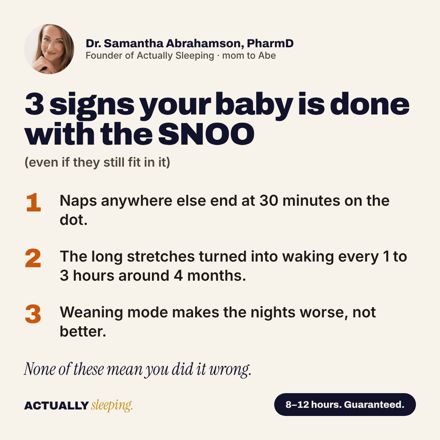 Dr. Samantha Abrahamson, PharmD
Founder of Actually Sleeping · mom to Abe
3 signs your baby is done
with the SNOO
(even if they still fit in it)
1 Naps anywhere else end at 30 minutes on the
dot.
2 The long stretches turned into waking every 1 to
3 hours around 4 months.
3 Weaning mode makes the nights worse, not
better.
None of these mean you did it wrong.
ACTUALLY sleeping. 8–12 hours. Guaranteed.